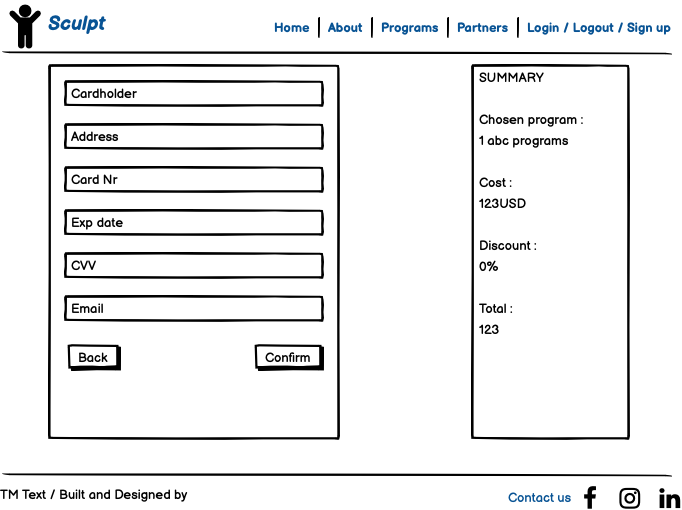 Sculpt
Home About Programs Partners Login / Logout / Sign up
Cardholder
Address
Card Nr
Exp date
CVV
Email
Back Confirm
SUMMARY
Chosen program :
1 abc programs
Cost :
123USD
Discount :
0%
Total :
123
TM Text / Built and Designed by
Contact us